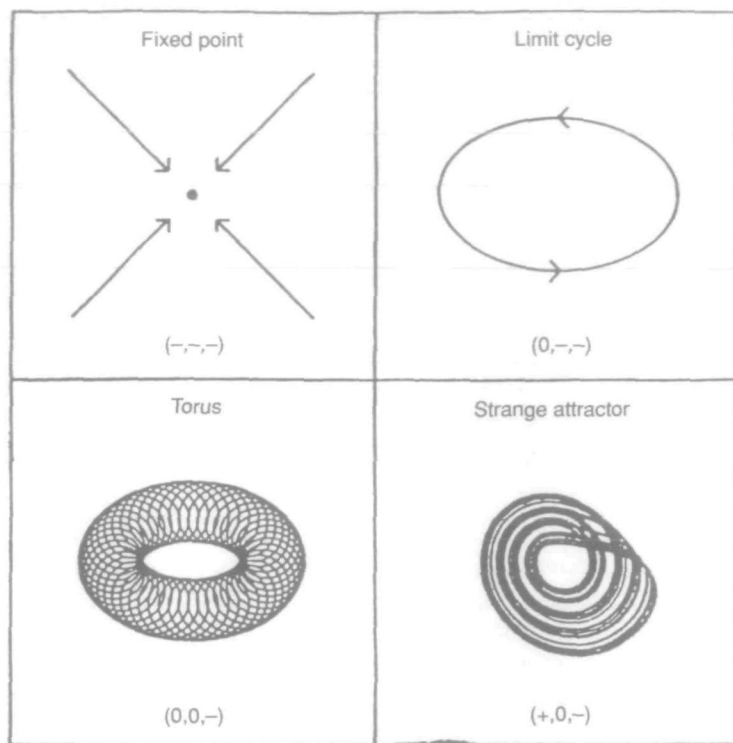 Fixed point
Limit cycle
(–,–,–)
(0,–,–)
Torus
Strange attractor
(0,0,–)
(+,0,–)